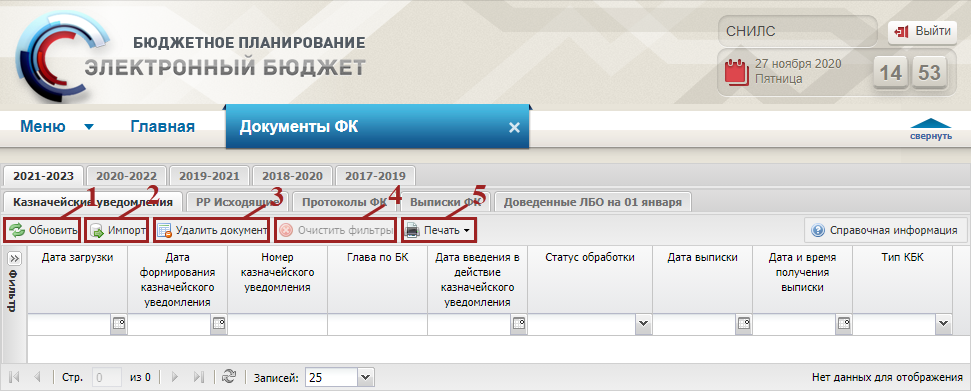 БЮДЖЕТНОЕ ПЛАНИРОВАНИЕ
ЭЛЕКТРОННЫЙ БЮДЖЕТ
СНИЛС
Выйти
27 ноября 2020
Пятница
14 53
Меню Главная Документы ФК
свернуть
2021-2023 2020-2022 2019-2021 2018-2020 2017-2019
1 2 3 4 5
Казначейские уведомления РР Исходящие Протоколы ФК Выписки ФК Доведенные ЛБО на 01 января
Обновить Импорт Удалить документ Очистить фильтры Печать Справочная информация
Фильтр
Дата загрузки
Дата формирования казначейского уведомления
Номер казначейского уведомления
Глава по БК
Дата введения в действие казначейского уведомления
Статус обработки
Дата выписки
Дата и время получения выписки
Тип КБК
Стр. 0 из 0 Записей: 25 Нет данных для отображения